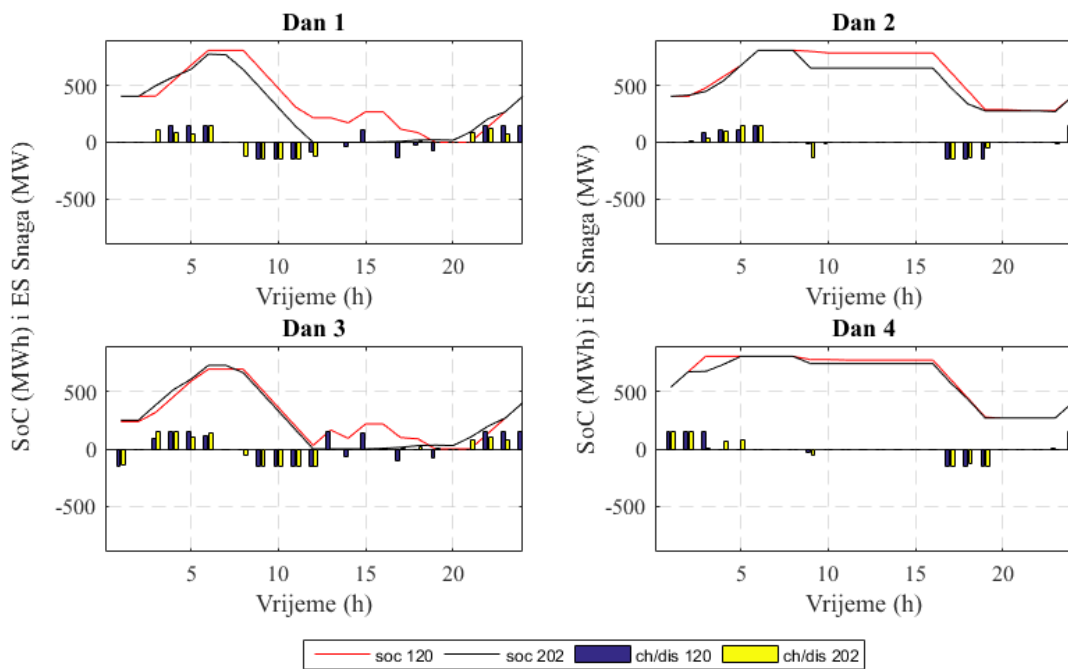 Dan 1
Dan 2
500
0
-500
5
10
15
20
Vrijeme (h)
500
0
-500
5
10
15
20
Vrijeme (h)
SoC (MWh) i ES Snaga (MW)
SoC (MWh) i ES Snaga (MW)
Dan 3
Dan 4
500
0
-500
5
10
15
20
Vrijeme (h)
500
0
-500
5
10
15
20
Vrijeme (h)
soc 120
soc 202
ch/dis 120
ch/dis 202